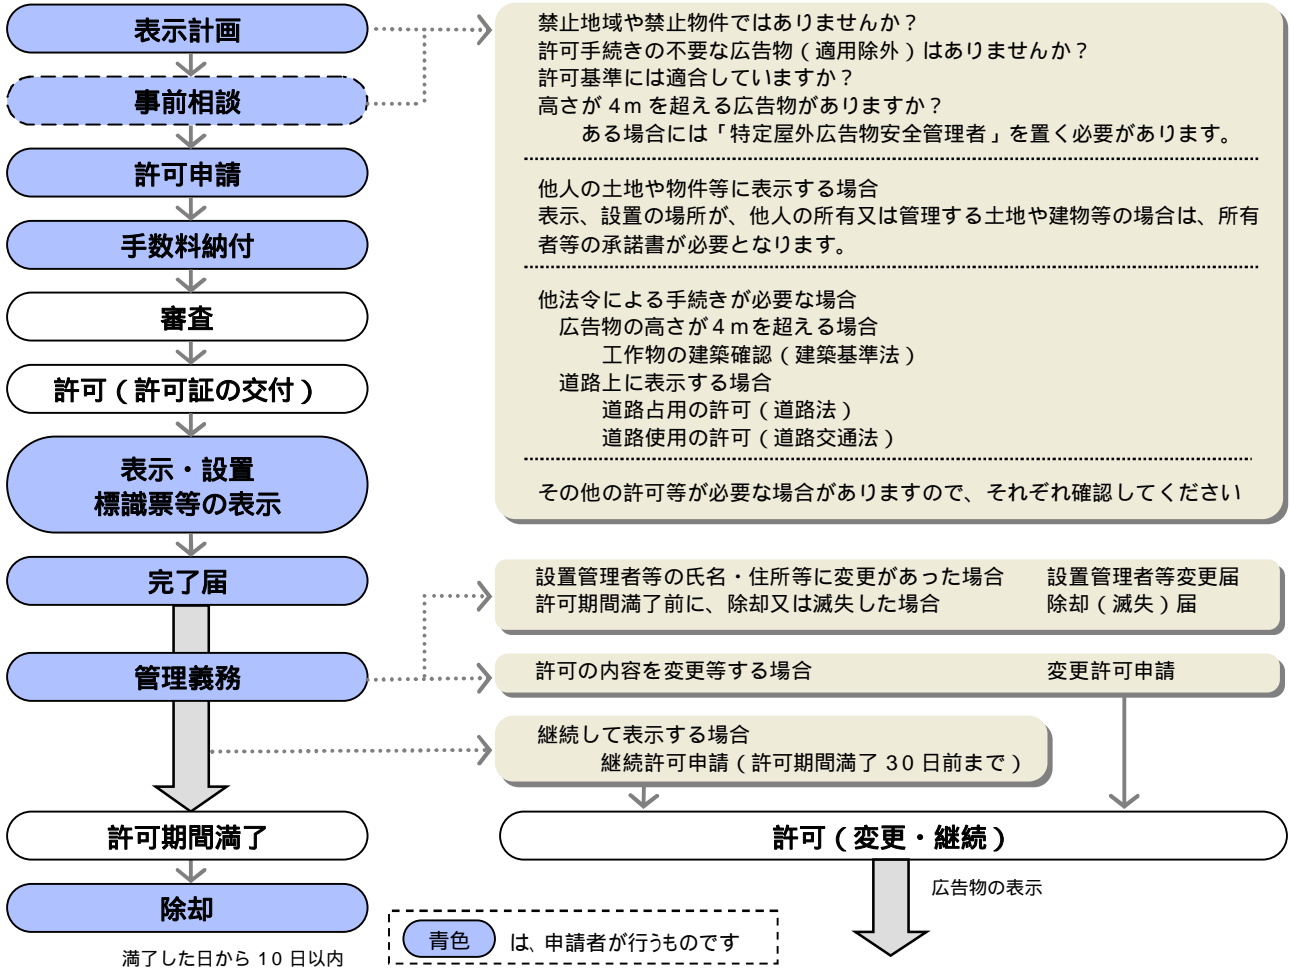 表示計画
事前相談
許可申請
手数料納付
審査
許可（許可証の交付）
表示・設置
標識票等の表示
完了届
管理義務
許可期間満了
除却
満了した日から 10 日以内
禁止地域や禁止物件ではありませんか？
許可手続きの不要な広告物（適用除外）はありませんか？
許可基準には適合していますか？
高さが 4m を超える広告物がありますか？
ある場合には「特定屋外広告物安全管理者」を置く必要があります。
他人の土地や物件等に表示する場合
表示、設置の場所が、他人の所有又は管理する土地や建物等の場合は、所有
者等の承諾書が必要となります。
他法令による手続きが必要な場合
広告物の高さが４ｍを超える場合
工作物の建築確認（建築基準法）
道路上に表示する場合
道路占用の許可（道路法）
道路使用の許可（道路交通法）
その他の許可等が必要な場合がありますので、それぞれ確認してください
設置管理者等の氏名・住所等に変更があった場合　設置管理者等変更届
許可期間満了前に、除却又は滅失した場合　除却（滅失）届
許可の内容を変更等する場合　変更許可申請
継続して表示する場合
継続許可申請（許可期間満了 30 日前まで）
許可（変更・継続）
広告物の表示
青色 は、申請者が行うものです